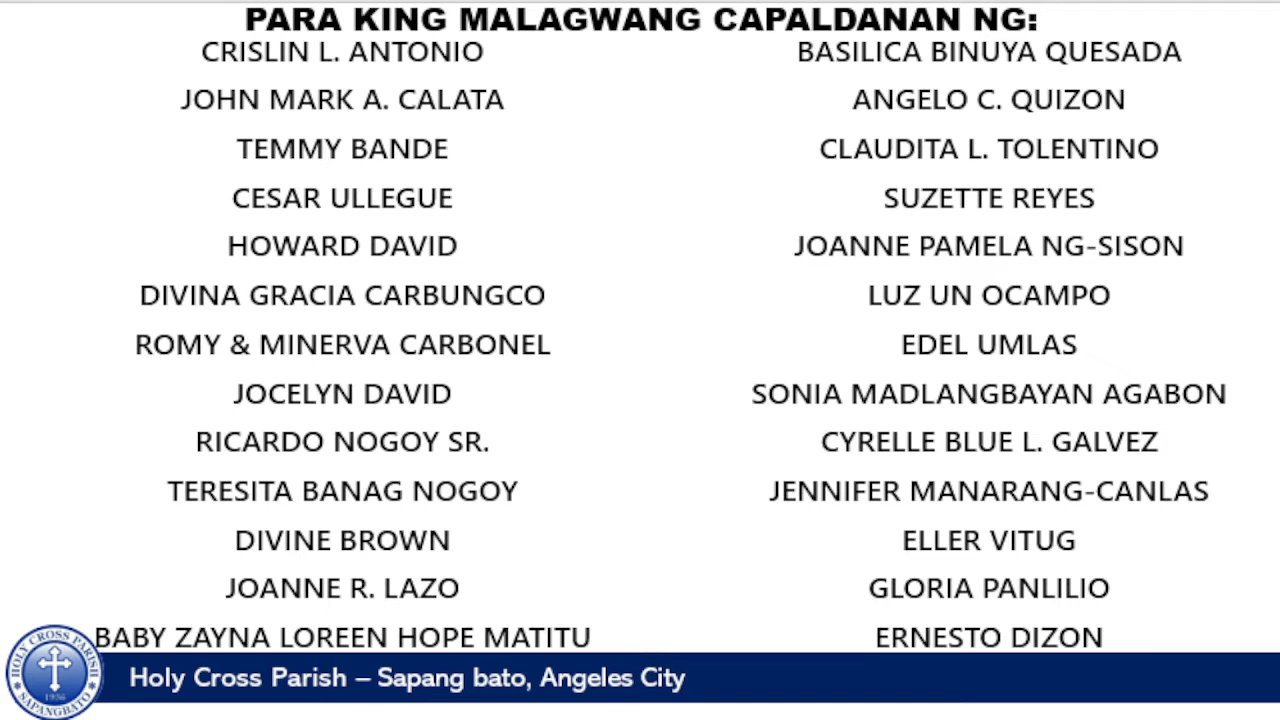 PARA KING MALAGWANG CAPALDANAN NG:
CRISLIN L. ANTONIO
JOHN MARK A. CALATA
TEMMY BANDE
CESAR ULLEGUE
HOWARD DAVID
DIVINA GRACIA CARBUNGCO
ROMY & MINERVA CARBONEL
JOCELYN DAVID
RICARDO NOGOY SR.
TERESITA BANAG NOGOY
DIVINE BROWN
JOANNE R. LAZO
BABY ZAYNA LOREEN HOPE MATITU
BASILICA BINUYA QUESADA
ANGELO C. QUIZON
CLAUDITA L. TOLENTINO
SUZETTE REYES
JOANNE PAMELA NG-SISON
LUZ UN OCAMPO
EDEL UMLAS
SONIA MADLANGBAYAN AGABON
CYRELLE BLUE L. GALVEZ
JENNIFER MANARANG-CANLAS
ELLER VITUG
GLORIA PANLILIO
ERNESTO DIZON
HOLY CROSS PARISH
SAPANGBATO
Holy Cross Parish – Sapang bato, Angeles City